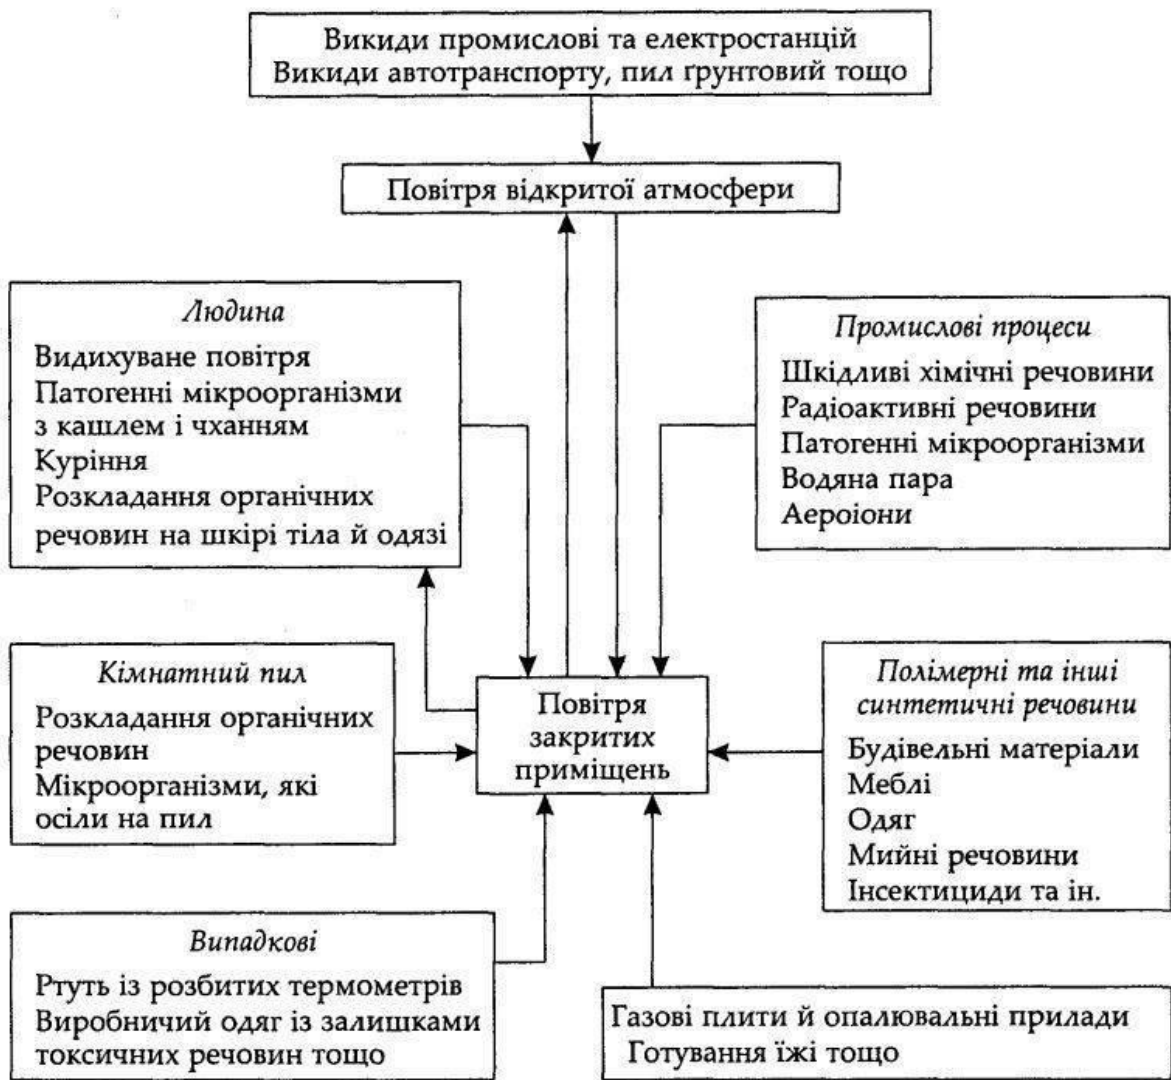 Викиди промислові та електростанцій
Викиди автотранспорту, пил ґрунтовий тощо
Повітря відкритої атмосфери
Людина
Видихуване повітря
Патогенні мікроорганізми
з кашлем і чханням
Куріння
Розкладання органічних
речовин на шкірі тіла й одязі
Промислові процеси
Шкідливі хімічні речовини
Радіоактивні речовини
Патогенні мікроорганізми
Водяна пара
Аероіони
Кімнатний пил
Розкладання органічних
речовин
Мікроорганізми, які
осіли на пил
Повітря
закритих
приміщень
Полімерні та інші
синтетичні речовини
Будівельні матеріали
Меблі
Одяг
Мийні речовини
Інсектициди та ін.
Випадкові
Ртуть із розбитих термометрів
Виробничий одяг із залишками
токсичних речовин тощо
Газові плити й опалювальні прилади
Готування їжі тощо